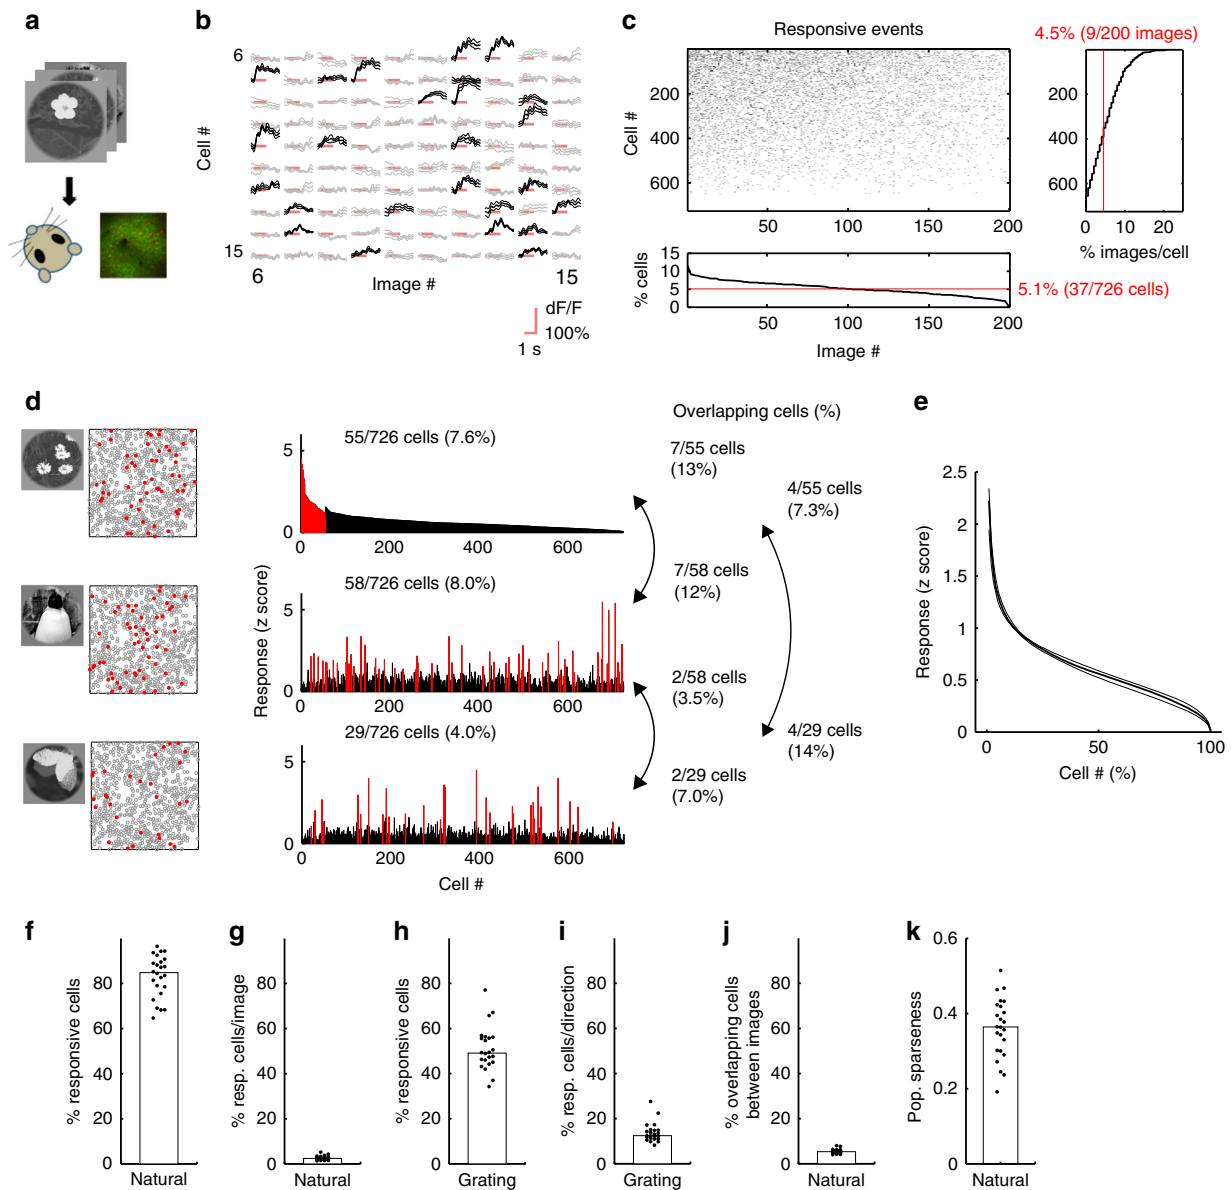 a
b
6
Cell #
15
6
Image #
15
dF/F
100%
1 s
c
Responsive events
Cell #
200
400
600
50
100
150
200
4.5% (9/200 images)
200
400
600
0
10
20
% images/cell
% cells
15
10
5
0
50
100
150
200
Image #
5.1% (37/726 cells)
d
Response (z score)
55/726 cells (7.6%)
5
0
0
200
400
600
58/726 cells (8.0%)
5
0
0
200
400
600
29/726 cells (4.0%)
5
0
0
200
400
600
Cell #
Overlapping cells (%)
7/55 cells
(13%)
4/55 cells
(7.3%)
7/58 cells
(12%)
2/58 cells
(3.5%)
4/29 cells
(14%)
2/29 cells
(7.0%)
e
Response (z score)
2.5
2
1.5
1
0.5
0
0
50
100
Cell # (%)
f
% responsive cells
80
60
40
20
0
Natural
g
% resp. cells/image
80
60
40
20
0
Natural
h
% responsive cells
80
60
40
20
0
Grating
i
% resp. cells/direction
80
60
40
20
0
Grating
j
% overlapping cells
between images
80
60
40
20
0
Natural
k
Pop. sparseness
0.6
0.4
0.2
0
Natural